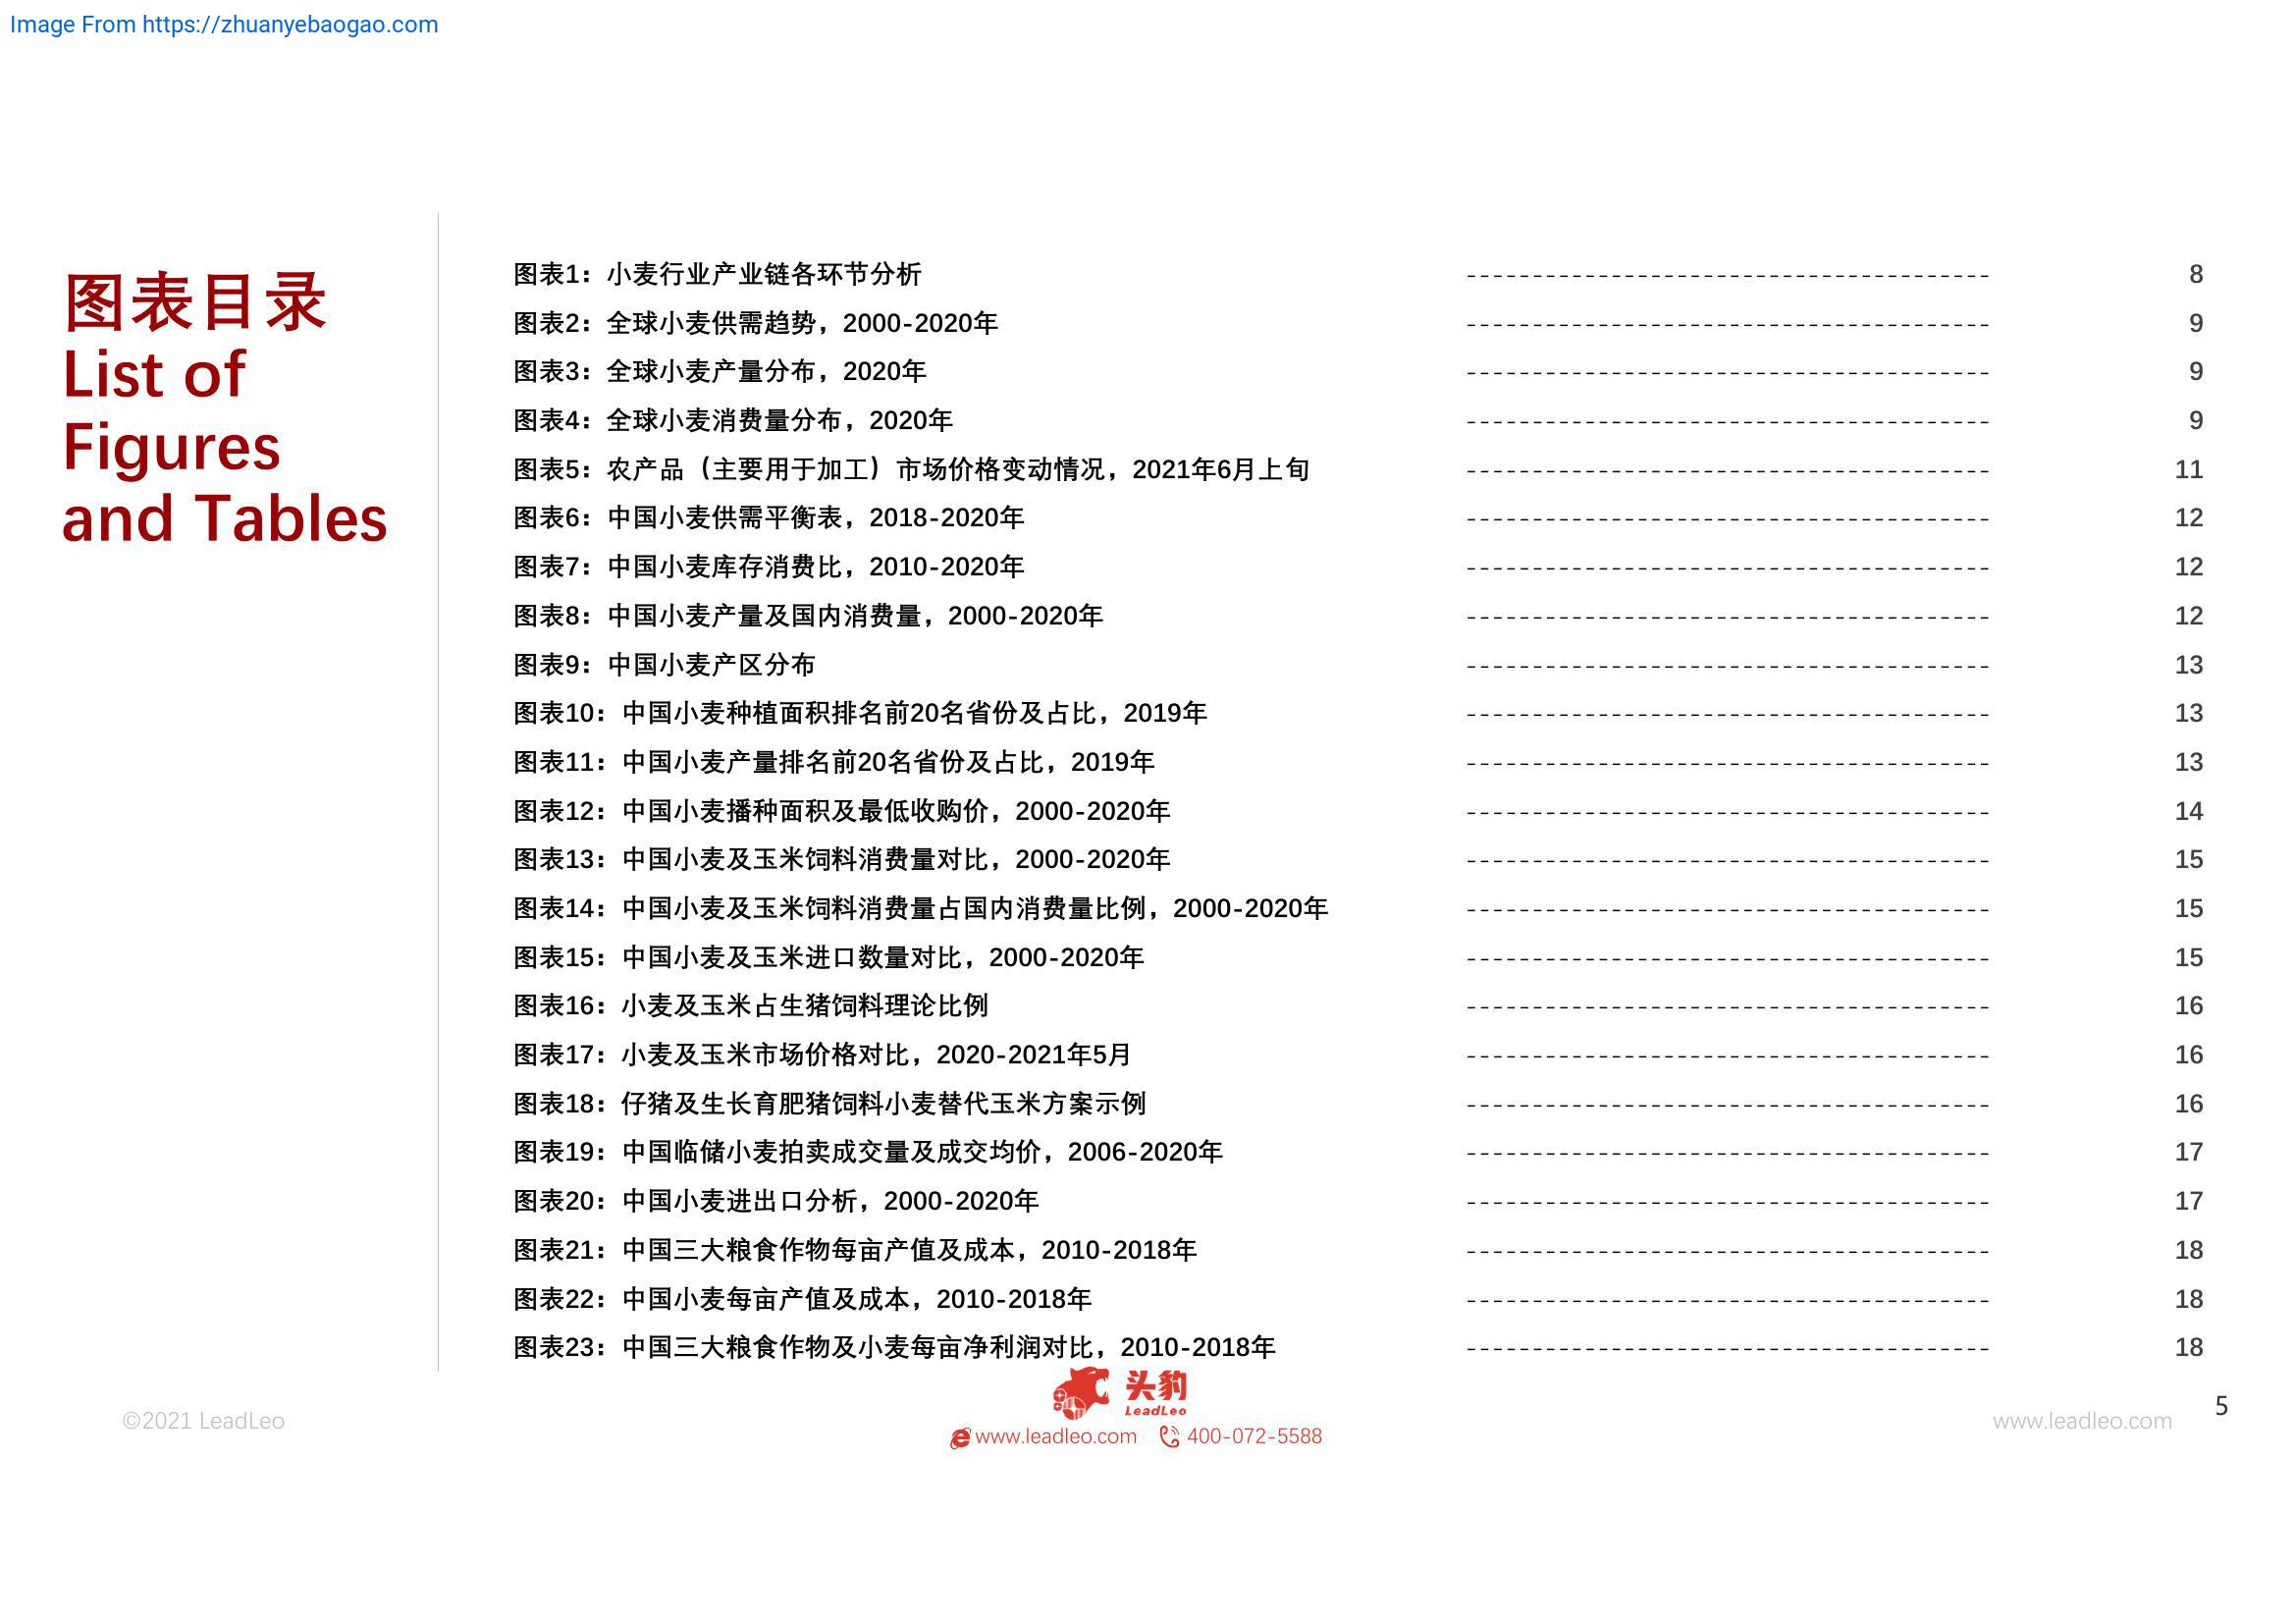 Image From https://zhuanyebaogao.com
图表目录
List of
Figures
and Tables
图表1：小麦行业产业链各环节分析 ---------------------------------------- 8
图表2：全球小麦供需趋势，2000-2020年 ---------------------------------------- 9
图表3：全球小麦产量分布，2020年 ---------------------------------------- 9
图表4：全球小麦消费量分布，2020年 ---------------------------------------- 9
图表5：农产品（主要用于加工）市场价格变动情况，2021年6月上旬 ---------------------------------------- 11
图表6：中国小麦供需平衡表，2018-2020年 ---------------------------------------- 12
图表7：中国小麦库存消费比，2010-2020年 ---------------------------------------- 12
图表8：中国小麦产量及国内消费量，2000-2020年 ---------------------------------------- 12
图表9：中国小麦产区分布 ---------------------------------------- 13
图表10：中国小麦种植面积排名前20名省份及占比，2019年 ---------------------------------------- 13
图表11：中国小麦产量排名前20名省份及占比，2019年 ---------------------------------------- 13
图表12：中国小麦播种面积及最低收购价，2000-2020年 ---------------------------------------- 14
图表13：中国小麦及玉米饲料消费量对比，2000-2020年 ---------------------------------------- 15
图表14：中国小麦及玉米饲料消费量占国内消费量比例，2000-2020年 ---------------------------------------- 15
图表15：中国小麦及玉米进口数量对比，2000-2020年 ---------------------------------------- 15
图表16：小麦及玉米占生猪饲料理论比例 ---------------------------------------- 16
图表17：小麦及玉米市场价格对比，2020-2021年5月 ---------------------------------------- 16
图表18：仔猪及生长育肥猪饲料小麦替代玉米方案示例 ---------------------------------------- 16
图表19：中国临储小麦拍卖成交量及成交均价，2006-2020年 ---------------------------------------- 17
图表20：中国小麦进出口分析，2000-2020年 ---------------------------------------- 17
图表21：中国三大粮食作物每亩产值及成本，2010-2018年 ---------------------------------------- 18
图表22：中国小麦每亩产值及成本，2010-2018年 ---------------------------------------- 18
图表23：中国三大粮食作物及小麦每亩净利润对比，2010-2018年 ---------------------------------------- 18
©2021 LeadLeo
头豹
LeadLeo
www.leadleo.com 400-072-5588
www.leadleo.com 5